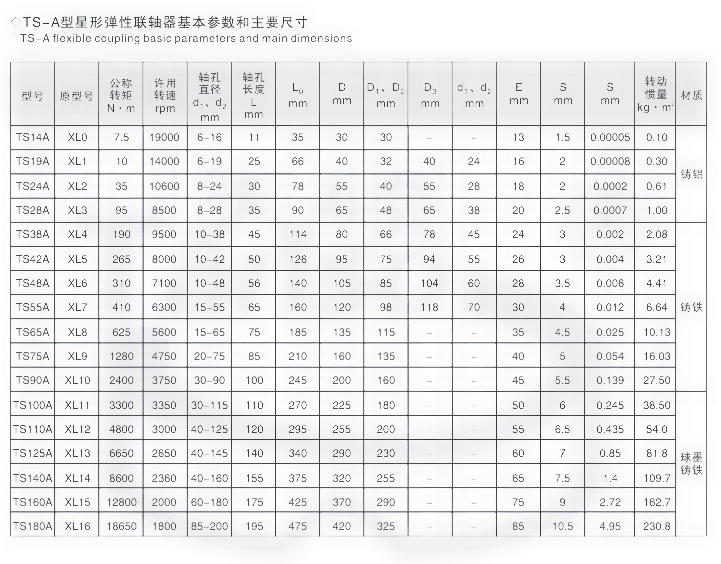 ◇TS-A型星形弹性联轴器基本参数和主要尺寸
◇TS-A flexible coupling basic parameters and main dimensions
型号 原型号 公称转矩 N·m 许用转速 rpm 轴孔直径 d₁、d₂ mm 轴孔长度 L mm L₀ mm D mm D₁、D₂ mm D₃ mm d₁、d₂ mm E mm S mm S mm 转动惯量 kg·m² 材质
TS14A XL0 7.5 19000 6-16 11 35 30 30 – – 13 1.5 0.00005 0.10 铸铝
TS19A XL1 10 14000 6-19 25 66 40 32 40 24 16 2 0.00008 0.30
TS24A XL2 35 10600 8-24 30 78 55 40 55 28 18 2 0.0002 0.61
TS28A XL3 95 8500 8-28 35 90 65 48 65 38 20 2.5 0.0007 1.00
TS38A XL4 190 9500 10-38 45 114 80 66 78 45 24 3 0.002 2.08 铸铁
TS42A XL5 265 8000 10-42 50 126 95 75 94 55 26 3 0.004 3.21
TS48A XL6 310 7100 10-48 56 140 105 85 104 60 28 3.5 0.006 4.41
TS55A XL7 410 6300 15-55 65 160 120 98 118 70 30 4 0.012 6.64
TS65A XL8 625 5600 15-65 75 185 135 115 – – 35 4.5 0.025 10.13
TS75A XL9 1280 4750 20-75 85 210 160 135 – – 40 5 0.054 16.03
TS90A XL10 2400 3750 30-90 100 245 200 160 – – 45 5.5 0.139 27.50
TS100A XL11 3300 3350 30-115 110 270 225 180 – – 50 6 0.245 38.50 球墨铸铁
TS110A XL12 4800 3000 40-125 120 295 255 200 – – 55 6.5 0.435 54.0
TS125A XL13 6650 2650 40-145 140 340 290 230 – – 60 7 0.85 81.8
TS140A XL14 8600 2360 40-160 155 375 320 255 – – 65 7.5 1.4 109.7
TS160A XL15 12800 2000 60-180 175 425 370 290 – – 75 9 2.72 162.7
TS180A XL16 18650 1800 85-200 195 475 420 325 – – 85 10.5 4.95 230.8